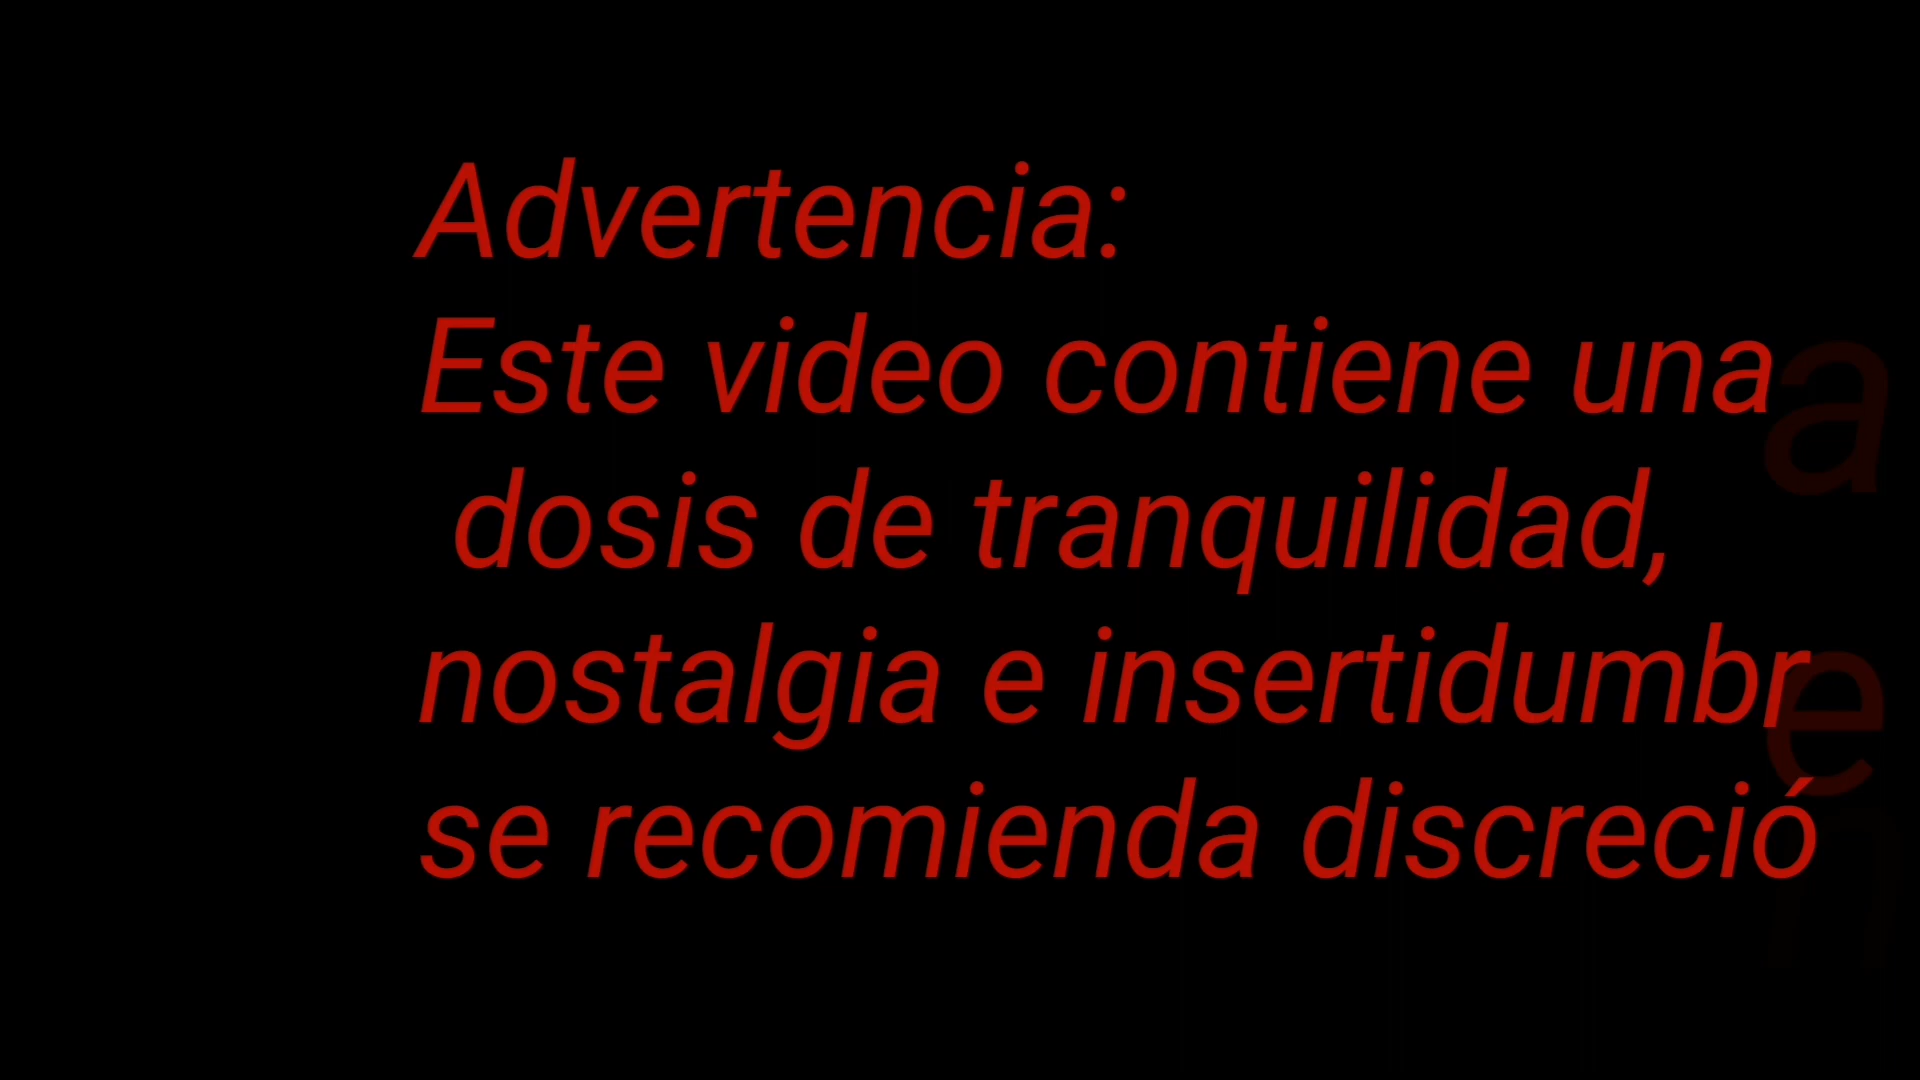 Advertencia:
Este video contiene una
dosis de tranquilidad,
nostalgia e insertidumbr
se recomienda discreció